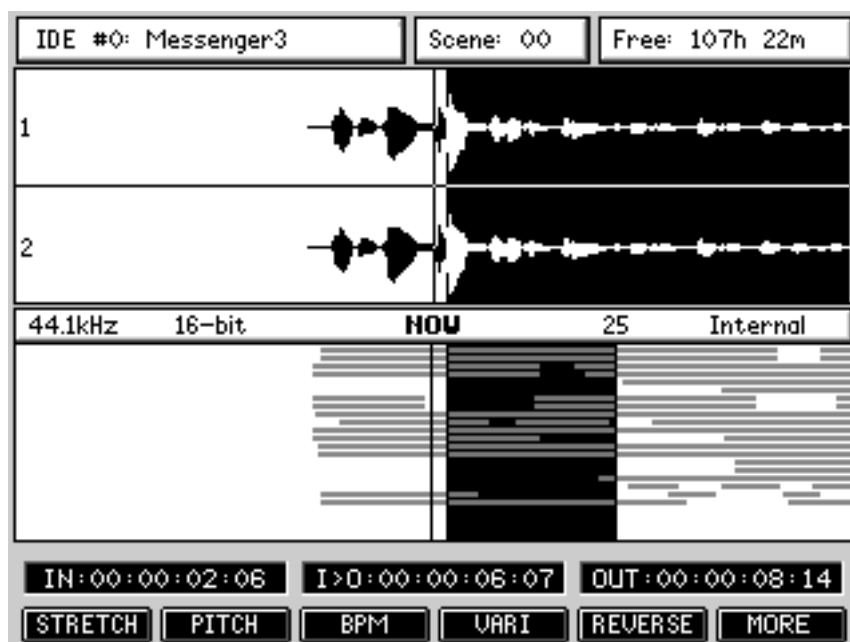 IDE #0: Messenger3 Scene: 00 Free: 107h 22m
1
2
44.1kHz 16-bit NOW 25 Internal
IN:00:00:02:06 I>O:00:00:06:07 OUT:00:00:08:14
STRETCH PITCH BPM VARI REVERSE MORE